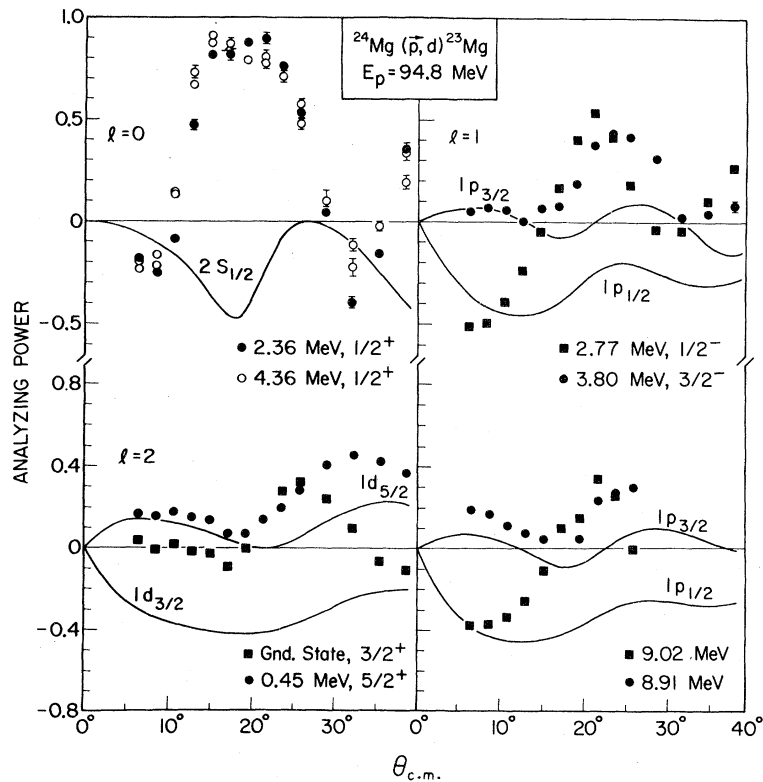 ²⁴Mg (p⃗,d)²³Mg
Eₚ=94.8 MeV
ANALYZING POWER
1.0
0.5
0
-0.5
ℓ=0
2S₁/₂
● 2.36 MeV, 1/2⁺
○ 4.36 MeV, 1/2⁺
ℓ=1
1p₃/₂
1p₁/₂
■ 2.77 MeV, 1/2⁻
● 3.80 MeV, 3/2⁻
0.8
0.4
0
-0.4
-0.8
ℓ=2
1d₅/₂
1d₃/₂
■ Gnd. State, 3/2⁺
● 0.45 MeV, 5/2⁺
1p₃/₂
1p₁/₂
■ 9.02 MeV
● 8.91 MeV
0° 10° 20° 30° 0° 10° 20° 30° 40°
θc.m.